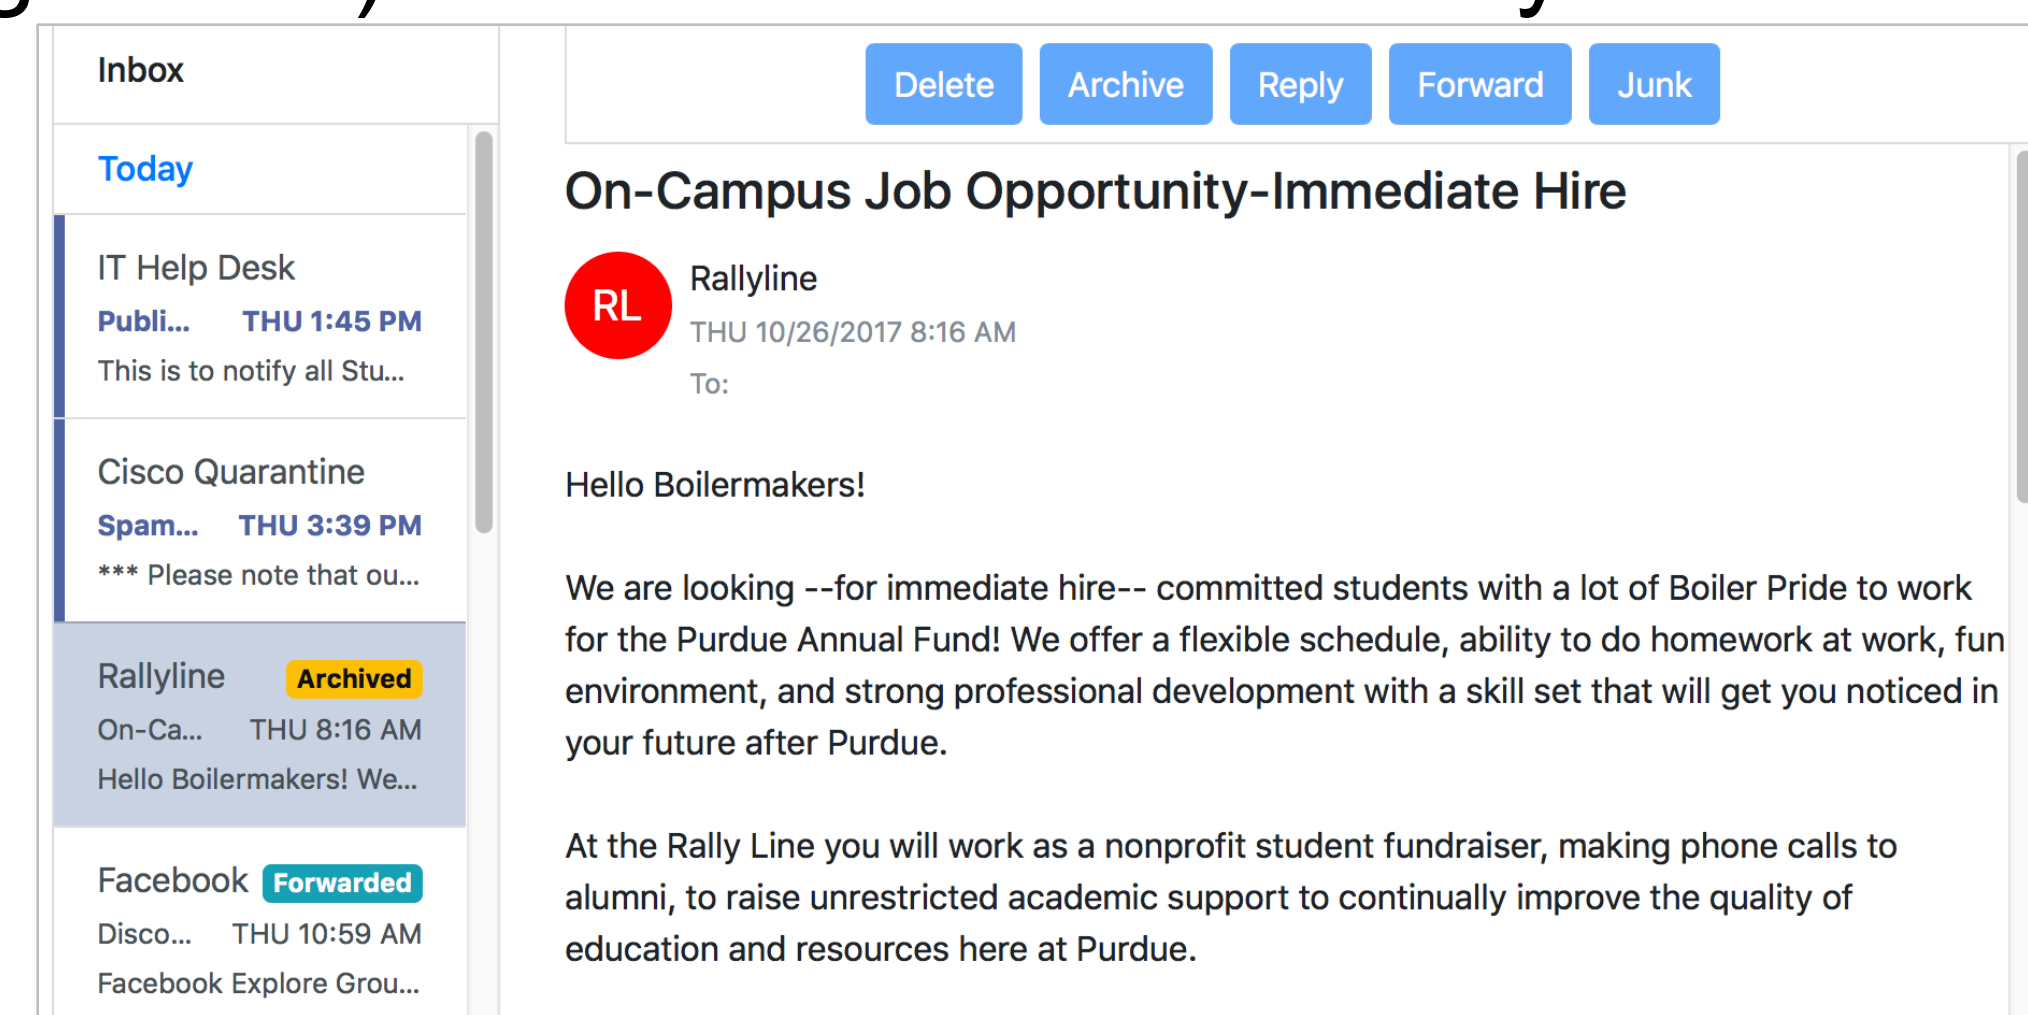 Inbox
Today
IT Help Desk
Publi... THU 1:45 PM
This is to notify all Stu...
Cisco Quarantine
Spam... THU 3:39 PM
*** Please note that ou...
Rallyline Archived
On-Ca... THU 8:16 AM
Hello Boilermakers! We...
Facebook Forwarded
Disco... THU 10:59 AM
Facebook Explore Grou...
Delete Archive Reply Forward Junk
On-Campus Job Opportunity-Immediate Hire
RL
Rallyline
THU 10/26/2017 8:16 AM
To:
Hello Boilermakers!
We are looking --for immediate hire-- committed students with a lot of Boiler Pride to work
for the Purdue Annual Fund! We offer a flexible schedule, ability to do homework at work, fun
environment, and strong professional development with a skill set that will get you noticed in
your future after Purdue.
At the Rally Line you will work as a nonprofit student fundraiser, making phone calls to
alumni, to raise unrestricted academic support to continually improve the quality of
education and resources here at Purdue.